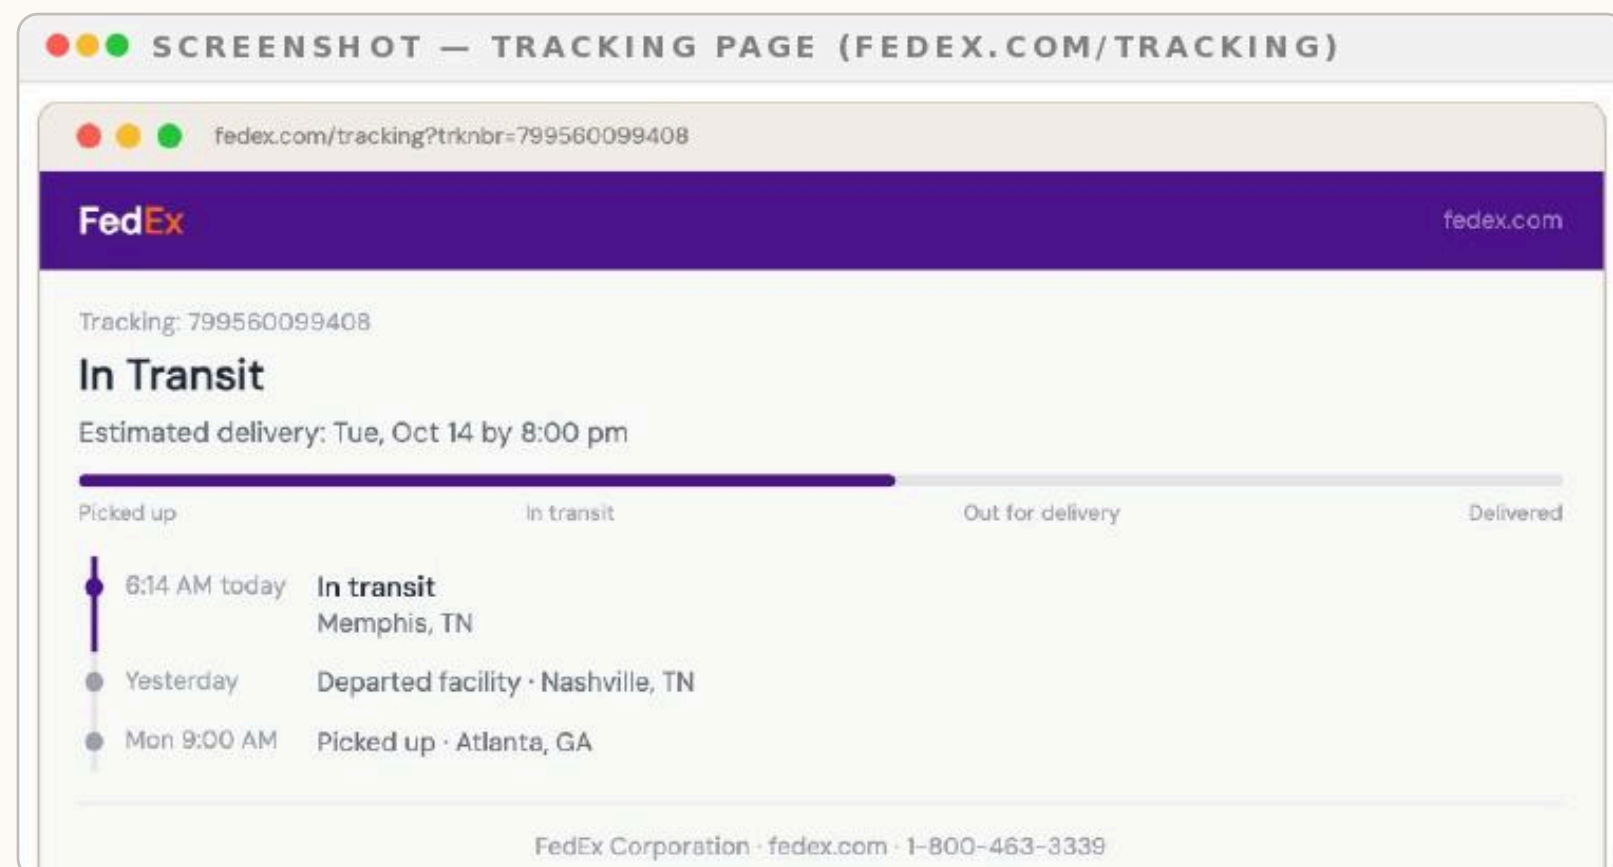 SCREENSHOT — TRACKING PAGE (FEDEX.COM/TRACKING)
fedex.com/tracking?trknbr=799560099408
FedEx fedex.com
Tracking: 799560099408
In Transit
Estimated delivery: Tue, Oct 14 by 8:00 pm
Picked up In transit Out for delivery Delivered
6:14 AM today In transit
Memphis, TN
Yesterday Departed facility · Nashville, TN
Mon 9:00 AM Picked up · Atlanta, GA
FedEx Corporation · fedex.com · 1-800-463-3339